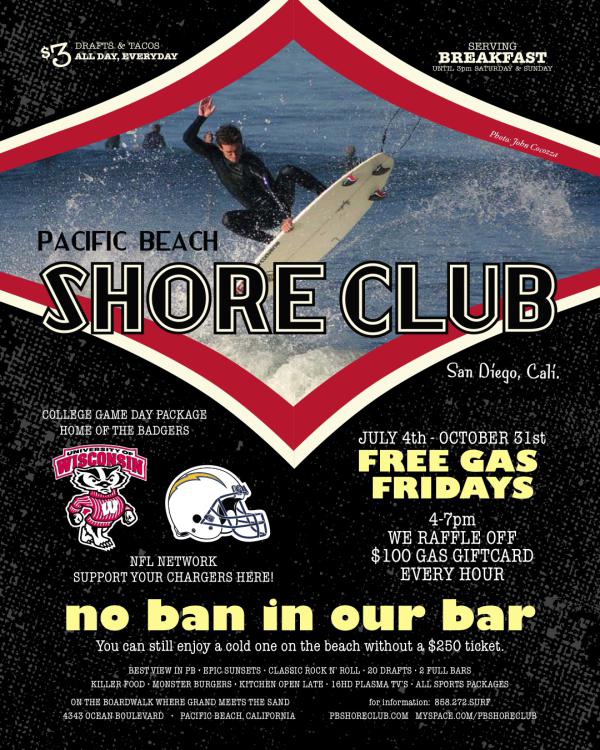 $3 DRAFTS & TACOS
ALL DAY, EVERYDAY
SERVING
BREAKFAST
UNTIL 3pm SATURDAY & SUNDAY
Photo: John Cocozza
PACIFIC BEACH
SHORE CLUB
San Diego, Cali.
COLLEGE GAME DAY PACKAGE
HOME OF THE BADGERS
UNIVERSITY OF
WISCONSIN
W
NFL NETWORK
SUPPORT YOUR CHARGERS HERE!
JULY 4th - OCTOBER 31st
FREE GAS
FRIDAYS
4-7pm
WE RAFFLE OFF
$100 GAS GIFTCARD
EVERY HOUR
no ban in our bar
You can still enjoy a cold one on the beach without a $250 ticket.
BEST VIEW IN PB • EPIC SUNSETS • CLASSIC ROCK N' ROLL • 20 DRAFTS • 2 FULL BARS
KILLER FOOD • MONSTER BURGERS • KITCHEN OPEN LATE • 16HD PLASMA TV'S • ALL SPORTS PACKAGES
ON THE BOARDWALK WHERE GRAND MEETS THE SAND
4343 OCEAN BOULEVARD • PACIFIC BEACH, CALIFORNIA
for information: 858.272.SURF
PBSHORECLUB.COM MYSPACE.COM/PBSHORECLUB